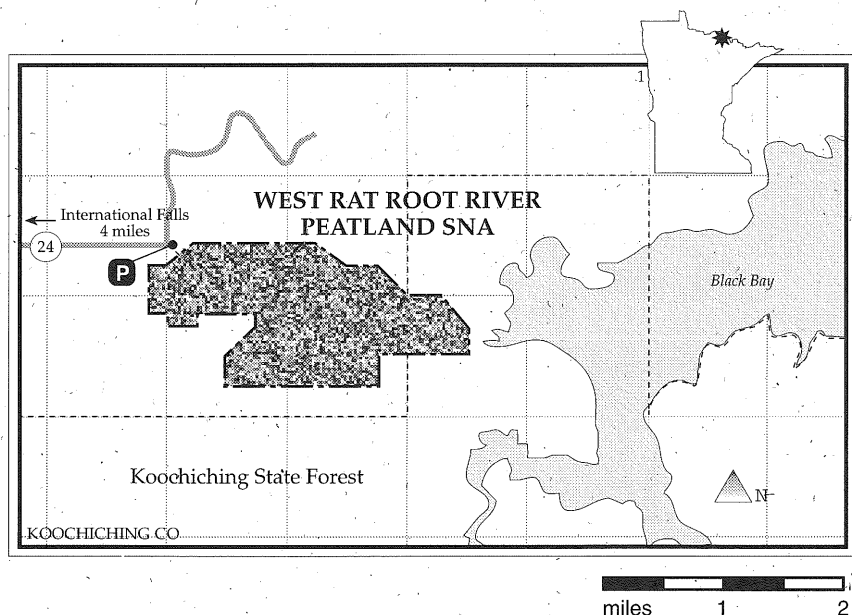 1
WEST RAT ROOT RIVER
PEATLAND SNA
International Falls
4 miles
24
P
Black Bay
Koochiching State Forest
N
KOOCHICHING CO
miles 1 2